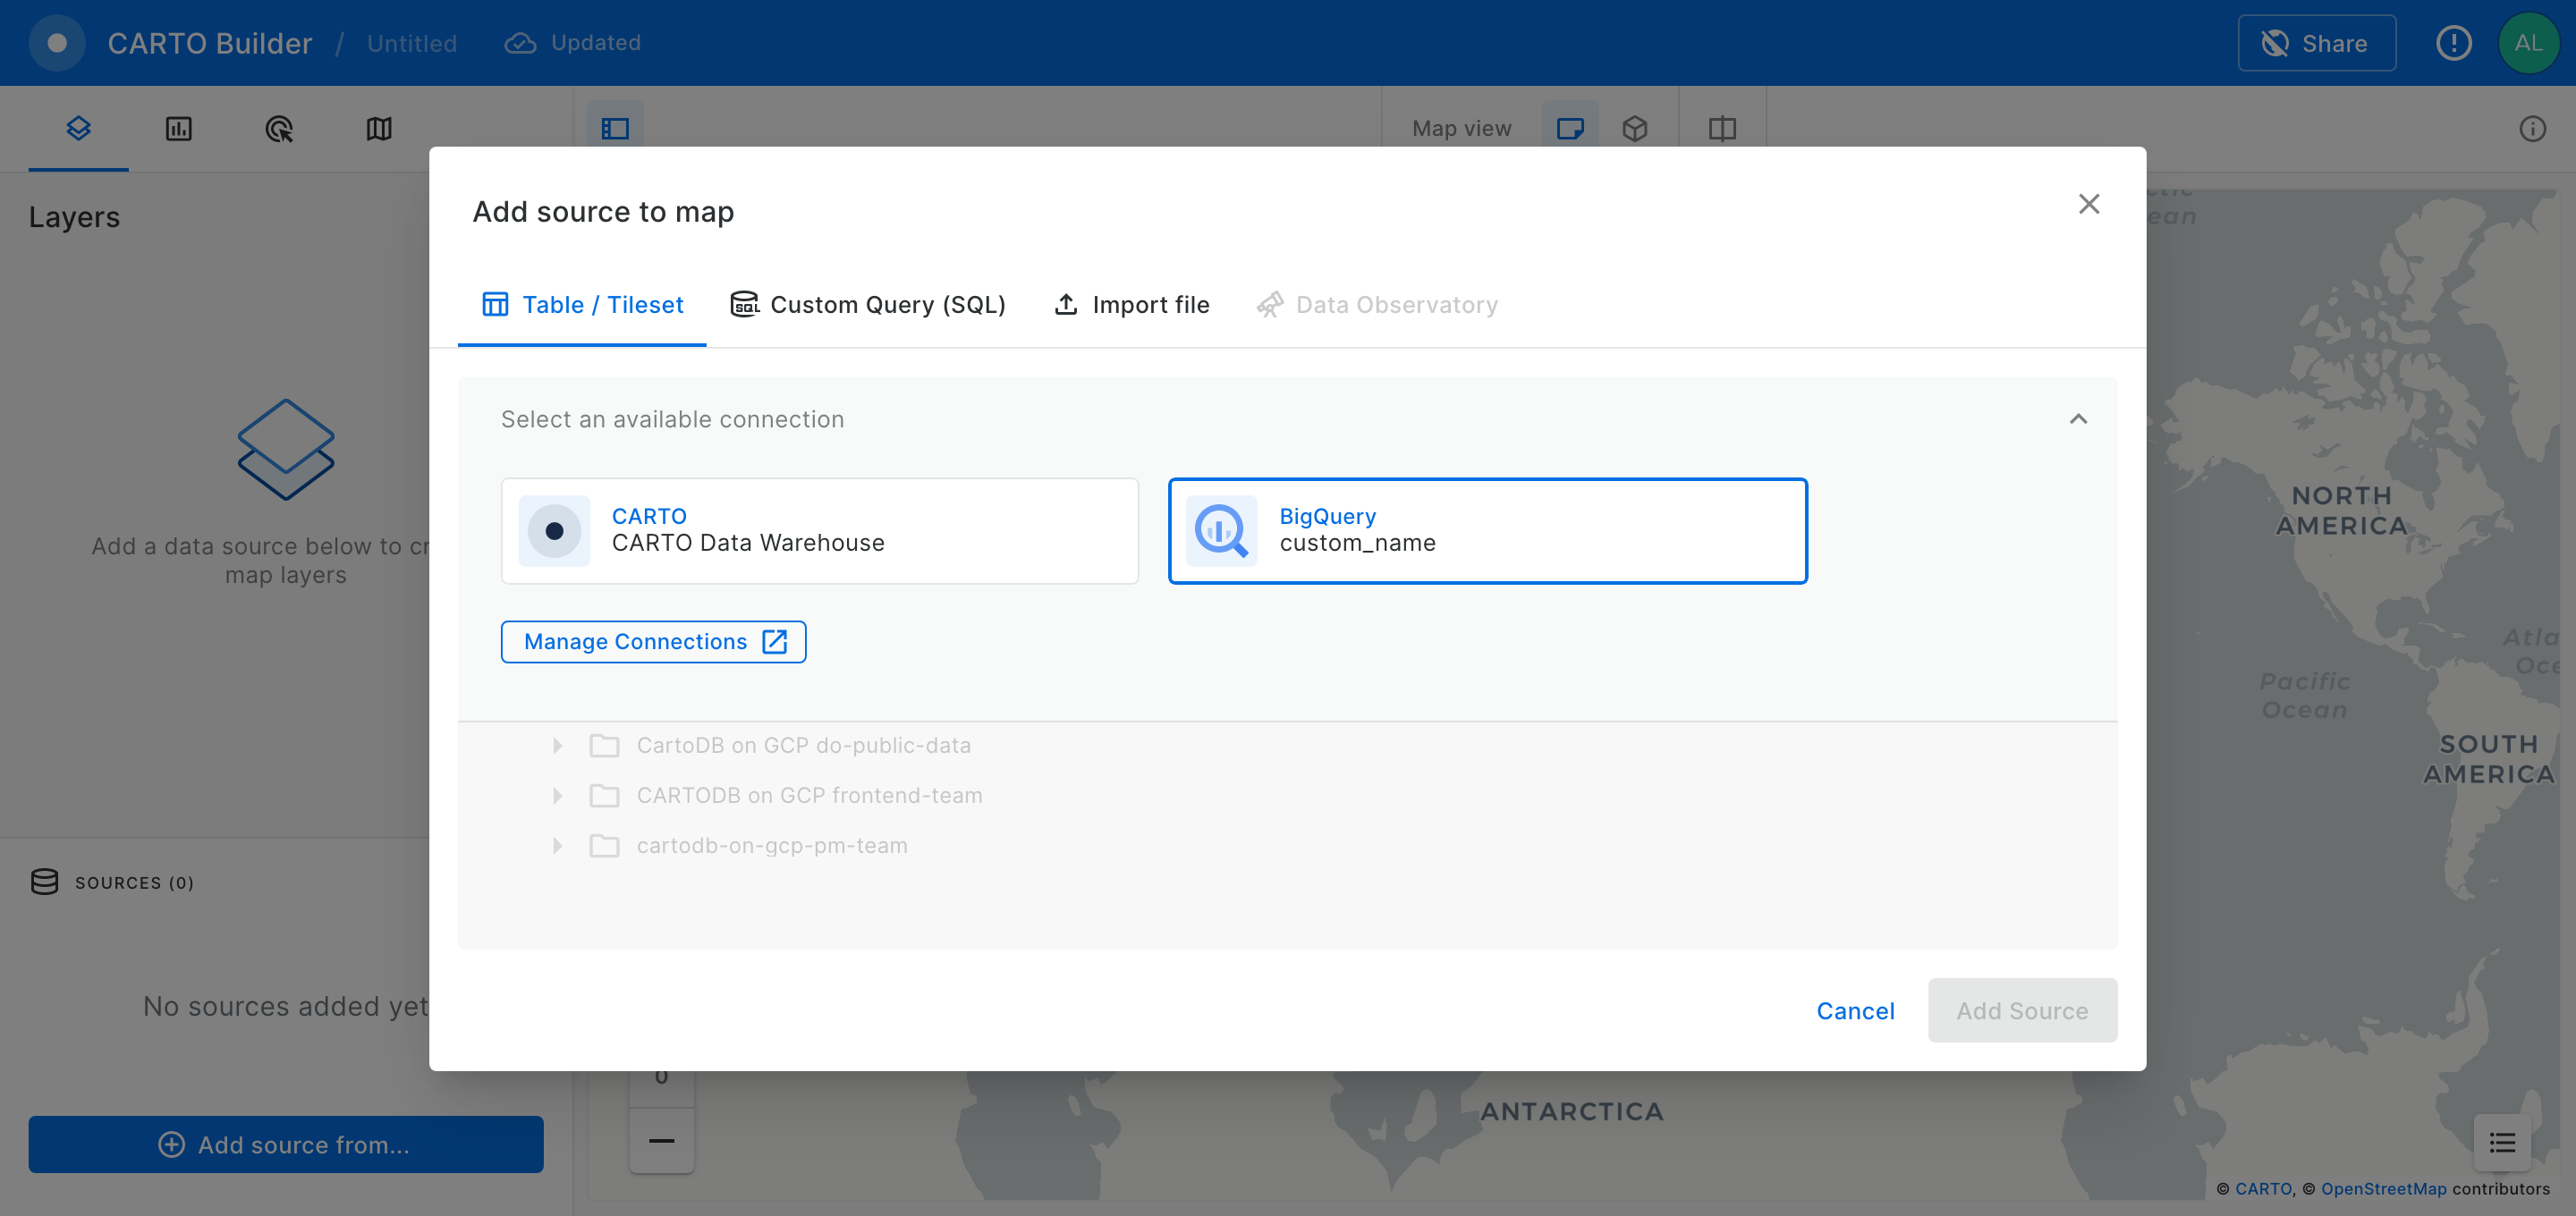 CARTO Builder / Untitled Updated Share AL
Map view
Layers
Add a data source below to cr
map layers
SOURCES (0)
No sources added yet
Add source from...
Add source to map
Table / Tileset Custom Query (SQL) Import file Data Observatory
Select an available connection
CARTO
CARTO Data Warehouse
BigQuery
custom_name
Manage Connections
CartoDB on GCP do-public-data
CARTODB on GCP frontend-team
cartodb-on-gcp-pm-team
Cancel Add Source
0
ean
NORTH
AMERICA
Atla
Oce
Pacific
Ocean
SOUTH
AMERICA
ANTARCTICA
© CARTO, © OpenStreetMap contributors